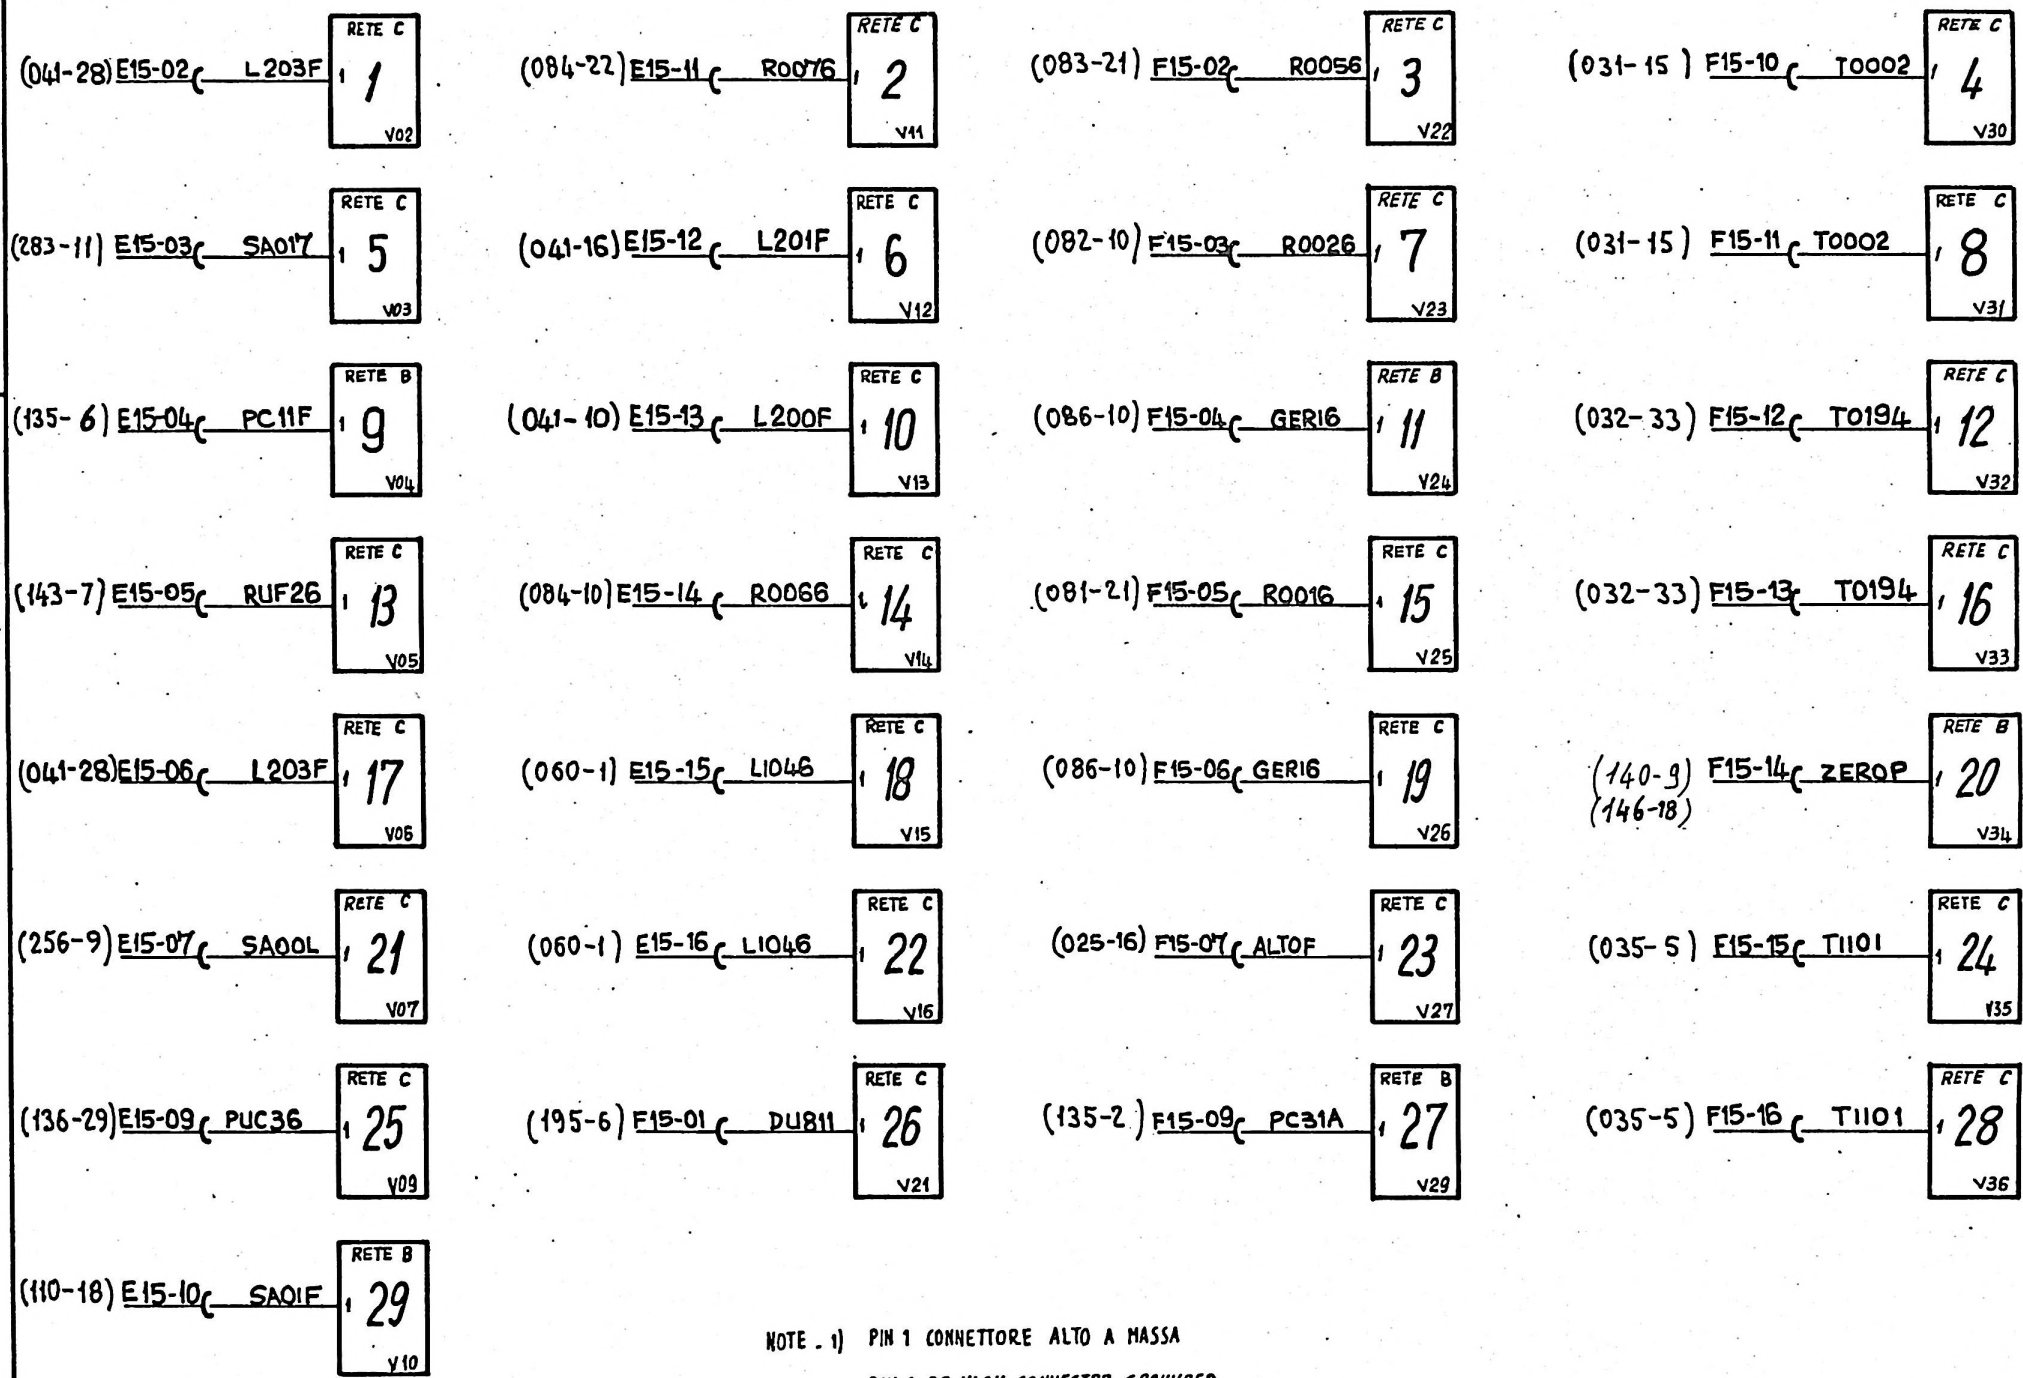 RETE C RETE C RETE C RETE C
(041-28) E15-02 L203F 1 1 (084-22) E15-11 R0076 1 2 (083-21) F15-02 R0056 1 3 (031-15) F15-10 T0002 1 4
V02 V11 V22 V30
RETE C RETE C RETE C RETE C
(283-11) E15-03 SA017 1 5 (041-16) E15-12 L201F 1 6 (082-10) F15-03 R0026 1 7 (031-15) F15-11 T0002 1 8
V03 V12 V23 V31
RETE B RETE C RETE B RETE C
(135-6) E15-04 PC11F 1 9 (041-10) E15-13 L200F 1 10 (086-10) F15-04 GER16 1 11 (032-33) F15-12 T0194 1 12
V04 V13 V24 V32
RETE C RETE C RETE C RETE C
(143-7) E15-05 RUF26 1 13 (084-10) E15-14 R0066 1 14 (081-21) F15-05 R0016 1 15 (032-33) F15-13 T0194 1 16
V05 V14 V25 V33
RETE C RETE C RETE C RETE B
(041-28) E15-06 L203F 1 17 (060-1) E15-15 LI046 1 18 (086-10) F15-06 GER16 1 19 (140-9) F15-14 ZEROP 1 20
(146-18)
V06 V15 V26 V34
RETE C RETE C RETE C RETE C
(256-9) E15-07 SA00L 1 21 (060-1) E15-16 LI046 1 22 (025-16) F15-07 ALTOF 1 23 (035-5) F15-15 T1101 1 24
V07 V16 V27 V35
RETE C RETE C RETE B RETE C
(136-29) E15-09 PUC36 1 25 (195-6) F15-01 DU811 1 26 (135-2) F15-09 PC31A 1 27 (035-5) F15-16 T1101 1 28
V09 V21 V29 V36
RETE B
(110-18) E15-10 SA01F 1 29
V10
NOTE . 1) PIN 1 CONNETTORE ALTO A MASSA